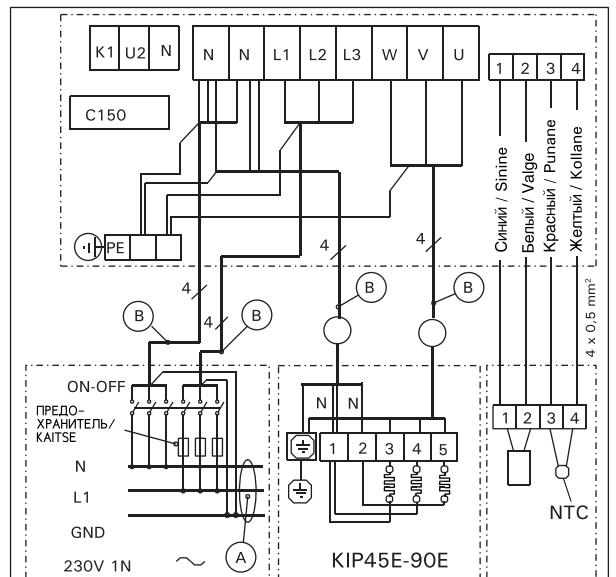 K1 U2 N
N N L1 L2 L3 W V U
1 2 3 4
C150
Синий / Sinine
Белый / Valge
Красный / Punane
Желтый / Kollane
PE
4
4
4
4
B
B
B
B
4 x 0,5 mm²
ON-OFF
ПРЕДО-
ХРАНИТЕЛЬ/
KAITSE
N
L1
GND
230V 1N
A
N N
1 2 3 4 5
KIP45E-90E
1 2 3 4
NTC